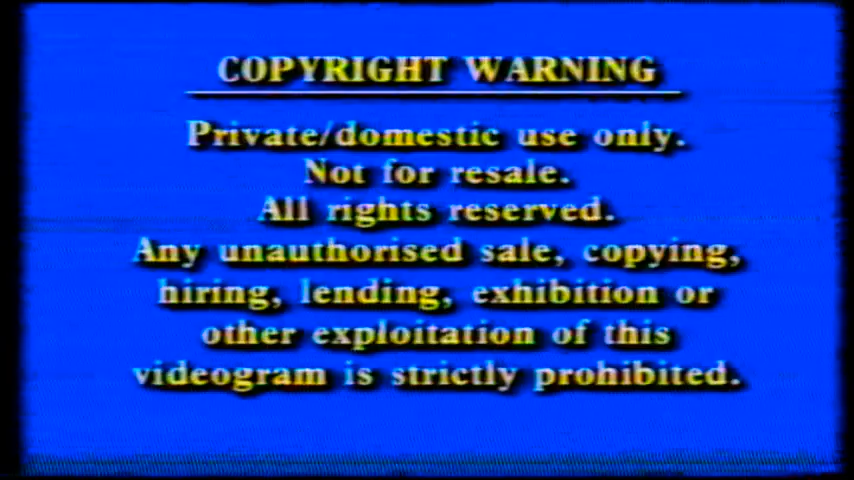 COPYRIGHT WARNING
Private/domestic use only.
Not for resale.
All rights reserved.
Any unauthorised sale, copying,
hiring, lending, exhibition or
other exploitation of this
videogram is strictly prohibited.